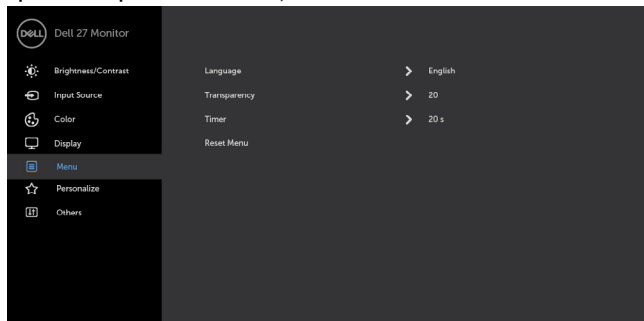 DELL Dell 27 Monitor
Brightness/Contrast Language English
Input Source Transparency 20
Color Timer 20 s
Display Reset Menu
Menu
Personalize
Others